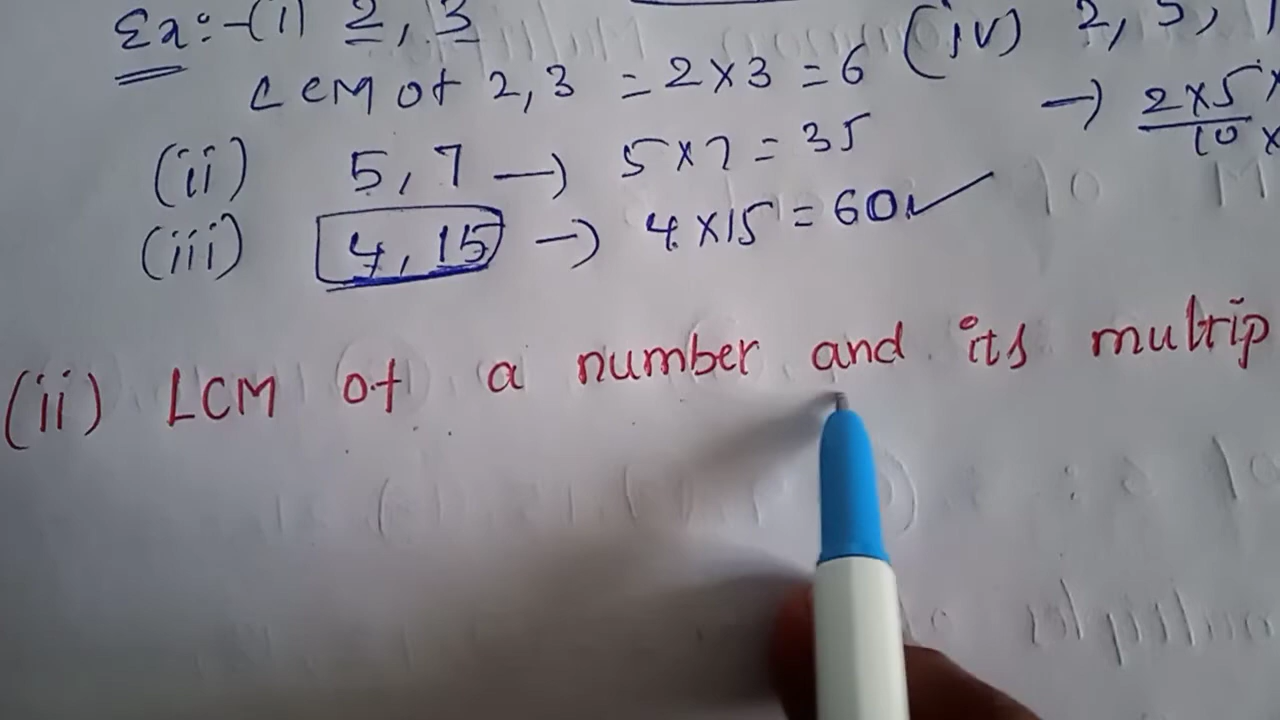 Ex:-(i) 2, 3
LCM of 2,3 = 2×3 = 6
(ii) 5, 7 → 5×7 = 35
(iii) 4, 15 → 4×15 = 60 ✓
(iv) 2, 5, 
→ 2×5×
10 ×
(ii) LCM of a number and its multip